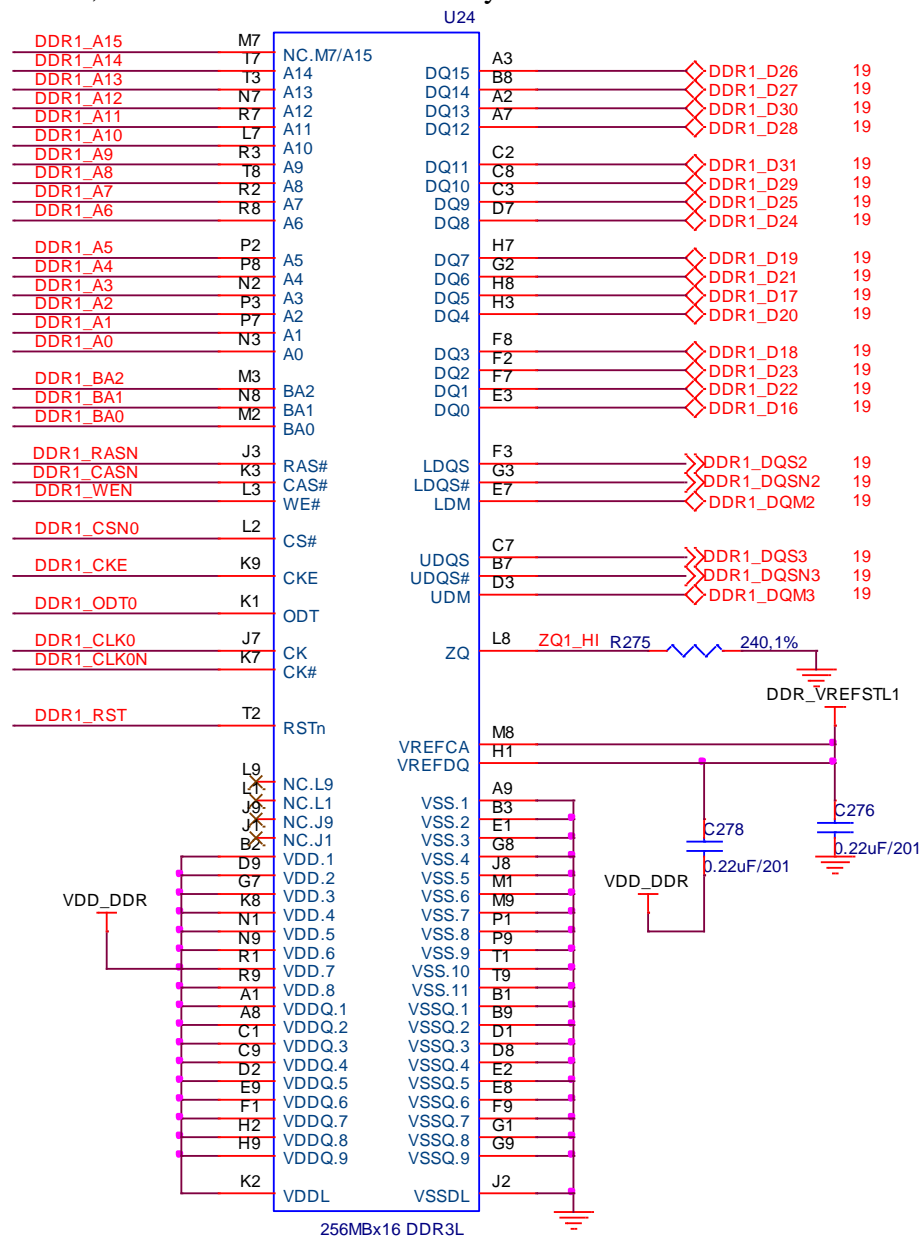 U24
DDR1_A15 M7 NC.M7/A15
DDR1_A14 T7 A14 DQ15 A3 DDR1_D26 19
DDR1_A13 T3 A13 DQ14 B8 DDR1_D27 19
DDR1_A12 N7 A12 DQ13 A2 DDR1_D30 19
DDR1_A11 R7 A11 DQ12 A7 DDR1_D28 19
DDR1_A10 L7 A10
DDR1_A9 R3 A9 DQ11 C2 DDR1_D31 19
DDR1_A8 T8 A8 DQ10 C8 DDR1_D29 19
DDR1_A7 R2 A7 DQ9 C3 DDR1_D25 19
DDR1_A6 R8 A6 DQ8 D7 DDR1_D24 19
DDR1_A5 P2 A5 DQ7 H7 DDR1_D19 19
DDR1_A4 P8 A4 DQ6 G2 DDR1_D21 19
DDR1_A3 N2 A3 DQ5 H8 DDR1_D17 19
DDR1_A2 P3 A2 DQ4 H3 DDR1_D20 19
DDR1_A1 P7 A1
DDR1_A0 N3 A0 DQ3 F8 DDR1_D18 19
DQ2 F2 DDR1_D23 19
DDR1_BA2 M3 BA2 DQ1 F7 DDR1_D22 19
DDR1_BA1 N8 BA1 DQ0 E3 DDR1_D16 19
DDR1_BA0 M2 BA0
DDR1_RASN J3 RAS# LDQS F3 DDR1_DQS2 19
DDR1_CASN K3 CAS# LDQS# G3 DDR1_DQSN2 19
DDR1_WEN L3 WE# LDM E7 DDR1_DQM2 19
DDR1_CSN0 L2 CS# UDQS C7 DDR1_DQS3 19
DDR1_CKE K9 CKE UDQS# B7 DDR1_DQSN3 19
UDM D3 DDR1_DQM3 19
DDR1_ODT0 K1 ODT
DDR1_CLK0 J7 CK ZQ L8 ZQ1_HI R275 240,1%
DDR1_CLK0N K7 CK#
DDR_VREFSTL1
DDR1_RST T2 RSTn
VREFCA M8
VREFDQ H1
L9 NC.L9
L1 NC.L1 VSS.1 A9
J9 NC.J9 VSS.2 B3 C276
J1 NC.J1 VSS.3 E1 C278
B2 VDD.1 VSS.4 G8 0.22uF/201
D9 VDD.2 VSS.5 J8 0.22uF/201
G7 VDD.3 VSS.6 M1 VDD_DDR
VDD_DDR K8 VDD.4 VSS.7 M9
N1 VDD.5 VSS.8 P1
N9 VDD.6 VSS.9 P9
R1 VDD.7 VSS.10 T1
R9 VDD.8 VSS.11 T9
A1 VDDQ.1 VSSQ.1 B1
A8 VDDQ.2 VSSQ.2 B9
C1 VDDQ.3 VSSQ.3 D1
C9 VDDQ.4 VSSQ.4 D8
D2 VDDQ.5 VSSQ.5 E2
E9 VDDQ.6 VSSQ.6 E8
F1 VDDQ.7 VSSQ.7 F9
H2 VDDQ.8 VSSQ.8 G1
H9 VDDQ.9 VSSQ.9 G9
K2 VDDL VSSDL J2
256MBx16 DDR3L